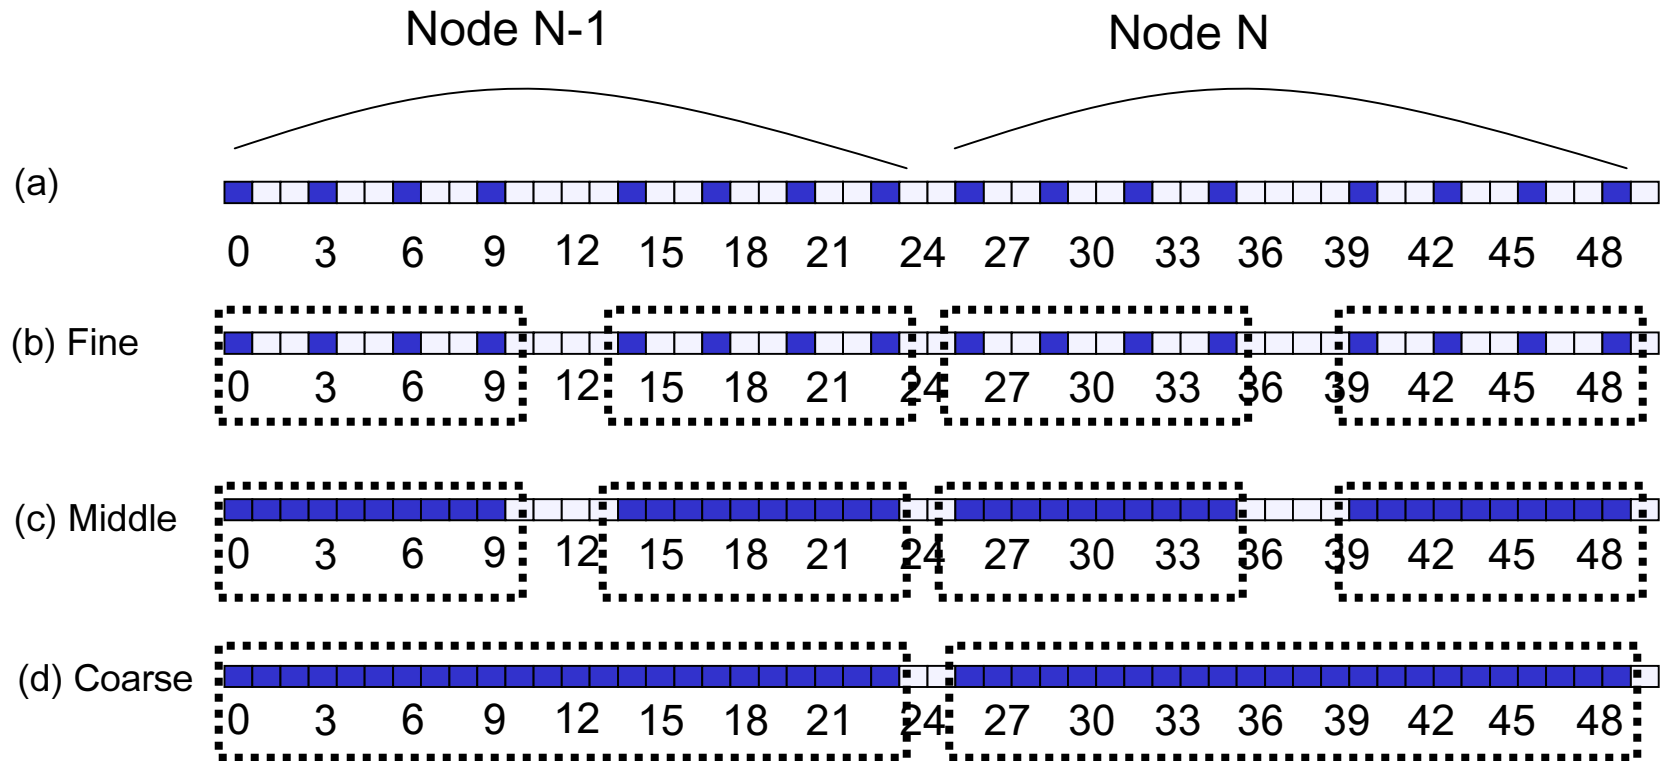 Node N-1 Node N
(a)
0 3 6 9 12 15 18 21 24 27 30 33 36 39 42 45 48
(b) Fine
0 3 6 9 12 15 18 21 24 27 30 33 36 39 42 45 48
(c) Middle
0 3 6 9 12 15 18 21 24 27 30 33 36 39 42 45 48
(d) Coarse
0 3 6 9 12 15 18 21 24 27 30 33 36 39 42 45 48